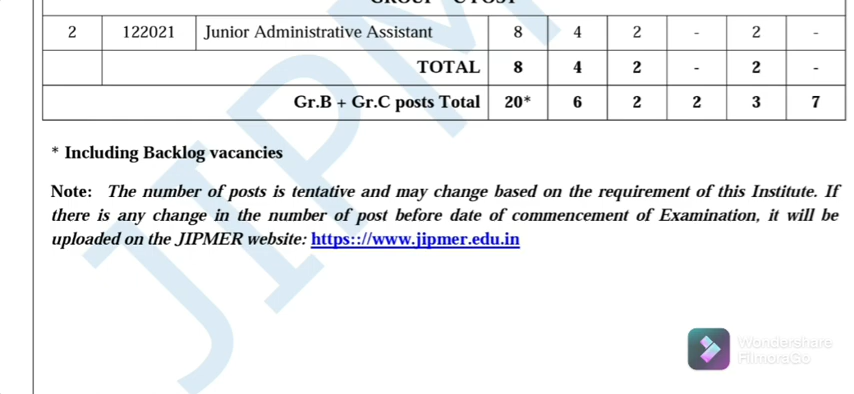 2 122021 Junior Administrative Assistant 8 4 2 - 2 -
TOTAL 8 4 2 - 2 -
Gr.B + Gr.C posts Total 20* 6 2 2 3 7
* Including Backlog vacancies
Note: The number of posts is tentative and may change based on the requirement of this Institute. If
there is any change in the number of post before date of commencement of Examination, it will be
uploaded on the JIPMER website: https:://www.jipmer.edu.in
Wondershare
FilmoraGo